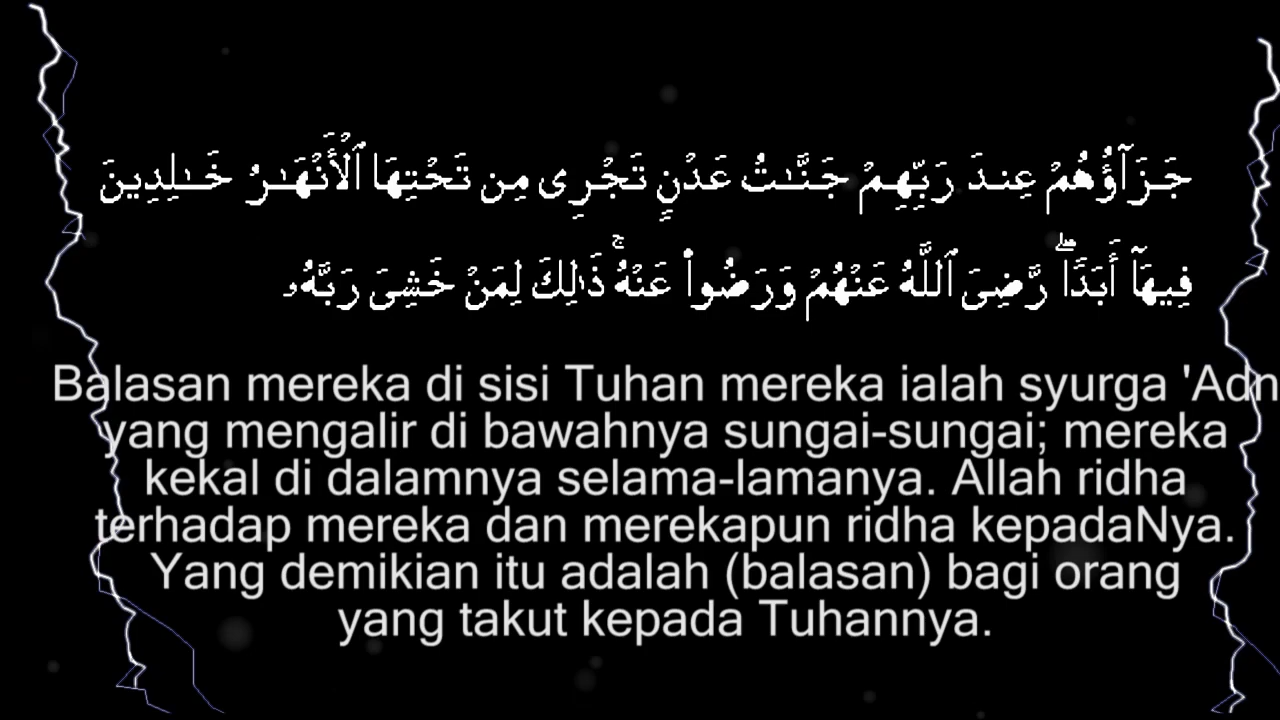 جَزَآؤُهُمْ عِندَ رَبِّهِمْ جَنَّـٰتُ عَدْنٍ تَجْرِى مِن تَحْتِهَا ٱلْأَنْهَـٰرُ خَـٰلِدِينَ
فِيهَآ أَبَدًا ۖ رَّضِىَ ٱللَّهُ عَنْهُمْ وَرَضُوا۟ عَنْهُ ۚ ذَٰلِكَ لِمَنْ خَشِىَ رَبَّهُۥ
Balasan mereka di sisi Tuhan mereka ialah syurga 'Adn
yang mengalir di bawahnya sungai-sungai; mereka
kekal di dalamnya selama-lamanya. Allah ridha
terhadap mereka dan merekapun ridha kepadaNya.
Yang demikian itu adalah (balasan) bagi orang
yang takut kepada Tuhannya.